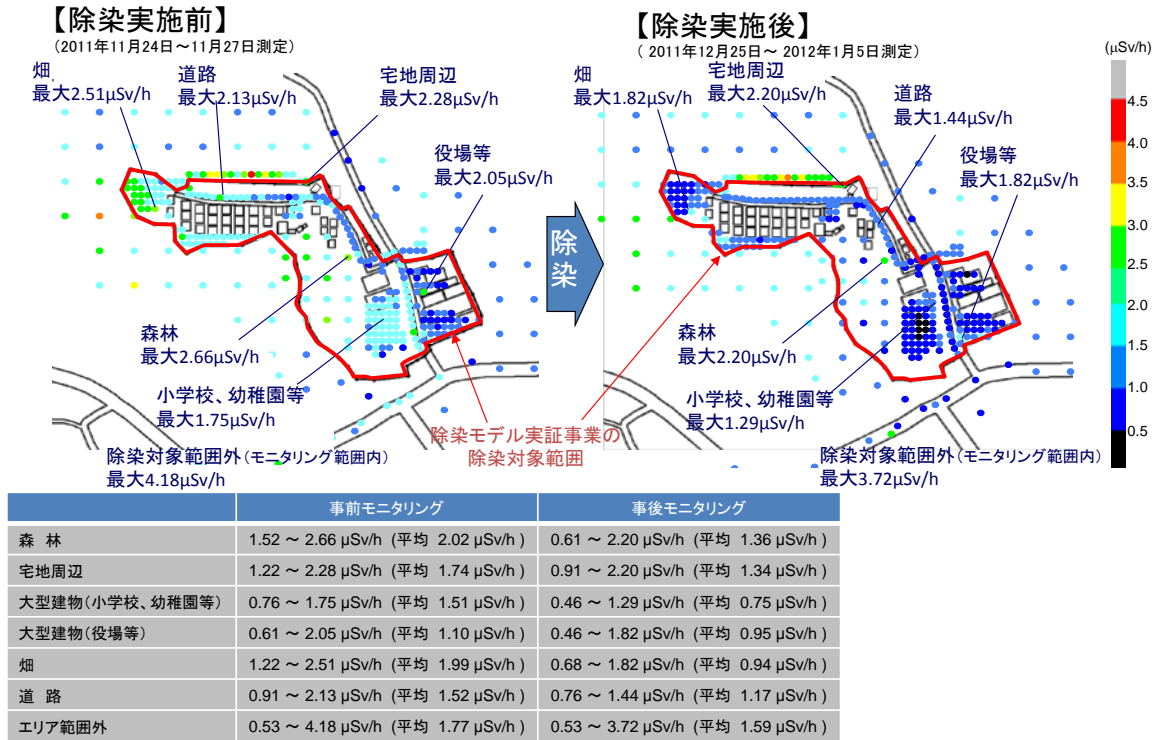 【除染実施前】
(2011年11月24日～11月27日測定)
畑
最大2.51μSv/h
道路
最大2.13μSv/h
宅地周辺
最大2.28μSv/h
役場等
最大2.05μSv/h
森林
最大2.66μSv/h
小学校、幼稚園等
最大1.75μSv/h
除染対象範囲外(モニタリング範囲内)
最大4.18μSv/h
除染
除染モデル実証事業の
除染対象範囲
【除染実施後】
( 2011年12月25日～ 2012年1月5日測定)
畑
最大1.82μSv/h
宅地周辺
最大2.20μSv/h
道路
最大1.44μSv/h
役場等
最大1.82μSv/h
森林
最大2.20μSv/h
小学校、幼稚園等
最大1.29μSv/h
除染対象範囲外(モニタリング範囲内)
最大3.72μSv/h
(μSv/h)
4.5
4.0
3.5
3.0
2.5
2.0
1.5
1.0
0.5
事前モニタリング 事後モニタリング
森 林 1.52 ～ 2.66 μSv/h (平均 2.02 μSv/h ) 0.61 ～ 2.20 μSv/h (平均 1.36 μSv/h )
宅地周辺 1.22 ～ 2.28 μSv/h (平均 1.74 μSv/h ) 0.91 ～ 2.20 μSv/h (平均 1.34 μSv/h )
大型建物(小学校、幼稚園等) 0.76 ～ 1.75 μSv/h (平均 1.51 μSv/h ) 0.46 ～ 1.29 μSv/h (平均 0.75 μSv/h )
大型建物(役場等) 0.61 ～ 2.05 μSv/h (平均 1.10 μSv/h ) 0.46 ～ 1.82 μSv/h (平均 0.95 μSv/h )
畑 1.22 ～ 2.51 μSv/h (平均 1.99 μSv/h ) 0.68 ～ 1.82 μSv/h (平均 0.94 μSv/h )
道 路 0.91 ～ 2.13 μSv/h (平均 1.52 μSv/h ) 0.76 ～ 1.44 μSv/h (平均 1.17 μSv/h )
エリア範囲外 0.53 ～ 4.18 μSv/h (平均 1.77 μSv/h ) 0.53 ～ 3.72 μSv/h (平均 1.59 μSv/h )